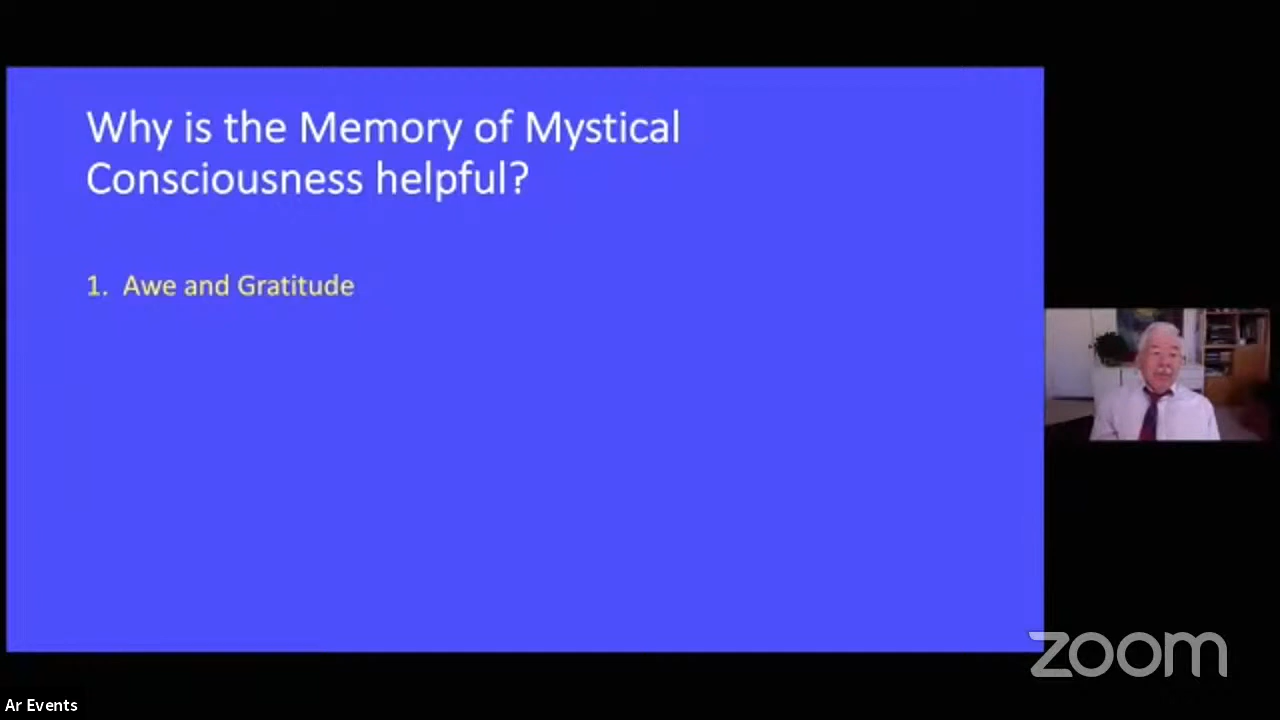 Why is the Memory of Mystical
Consciousness helpful?
1. Awe and Gratitude
zoom
Ar Events